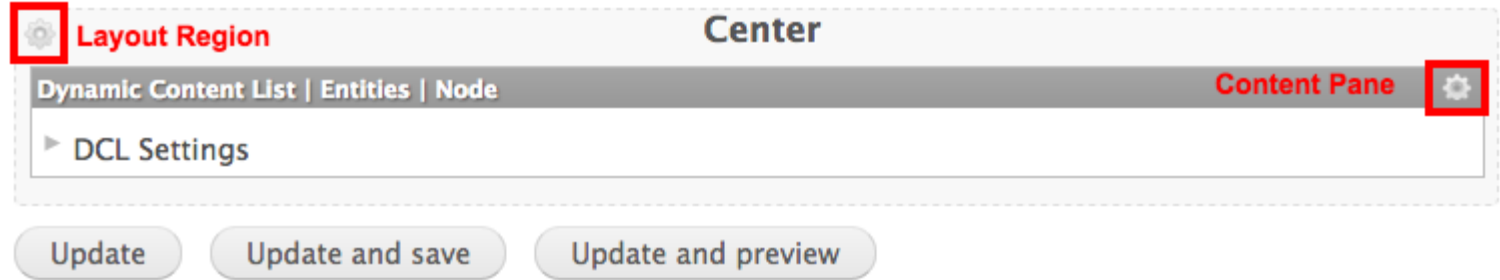 Layout Region
Center
Dynamic Content List | Entities | Node
Content Pane
DCL Settings
Update
Update and save
Update and preview